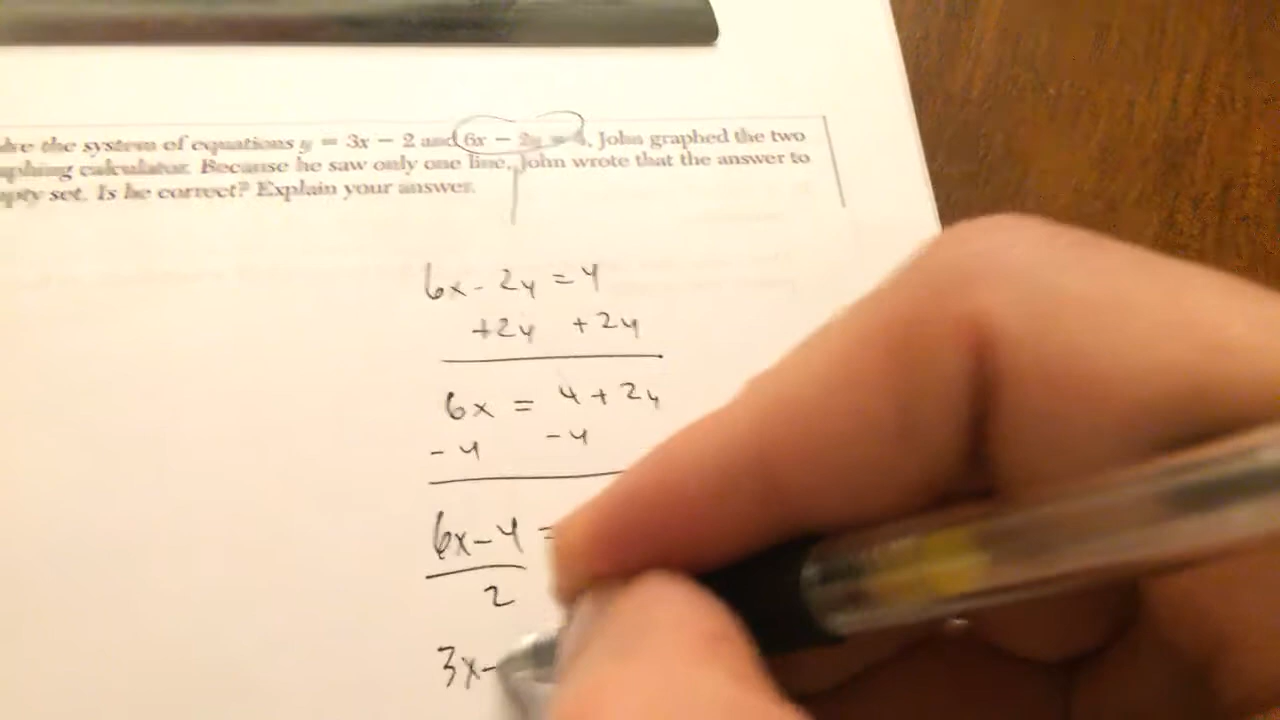 the system of equations y = 3x - 2 and 6x - 2y = 4, John graphed the two
calculator. Because he saw only one line, John wrote that the answer to
set. Is he correct? Explain your answer.
6x - 2y = 4
+2y +2y
6x = 4 + 2y
-4 -4
6x-4 =
2
3x-